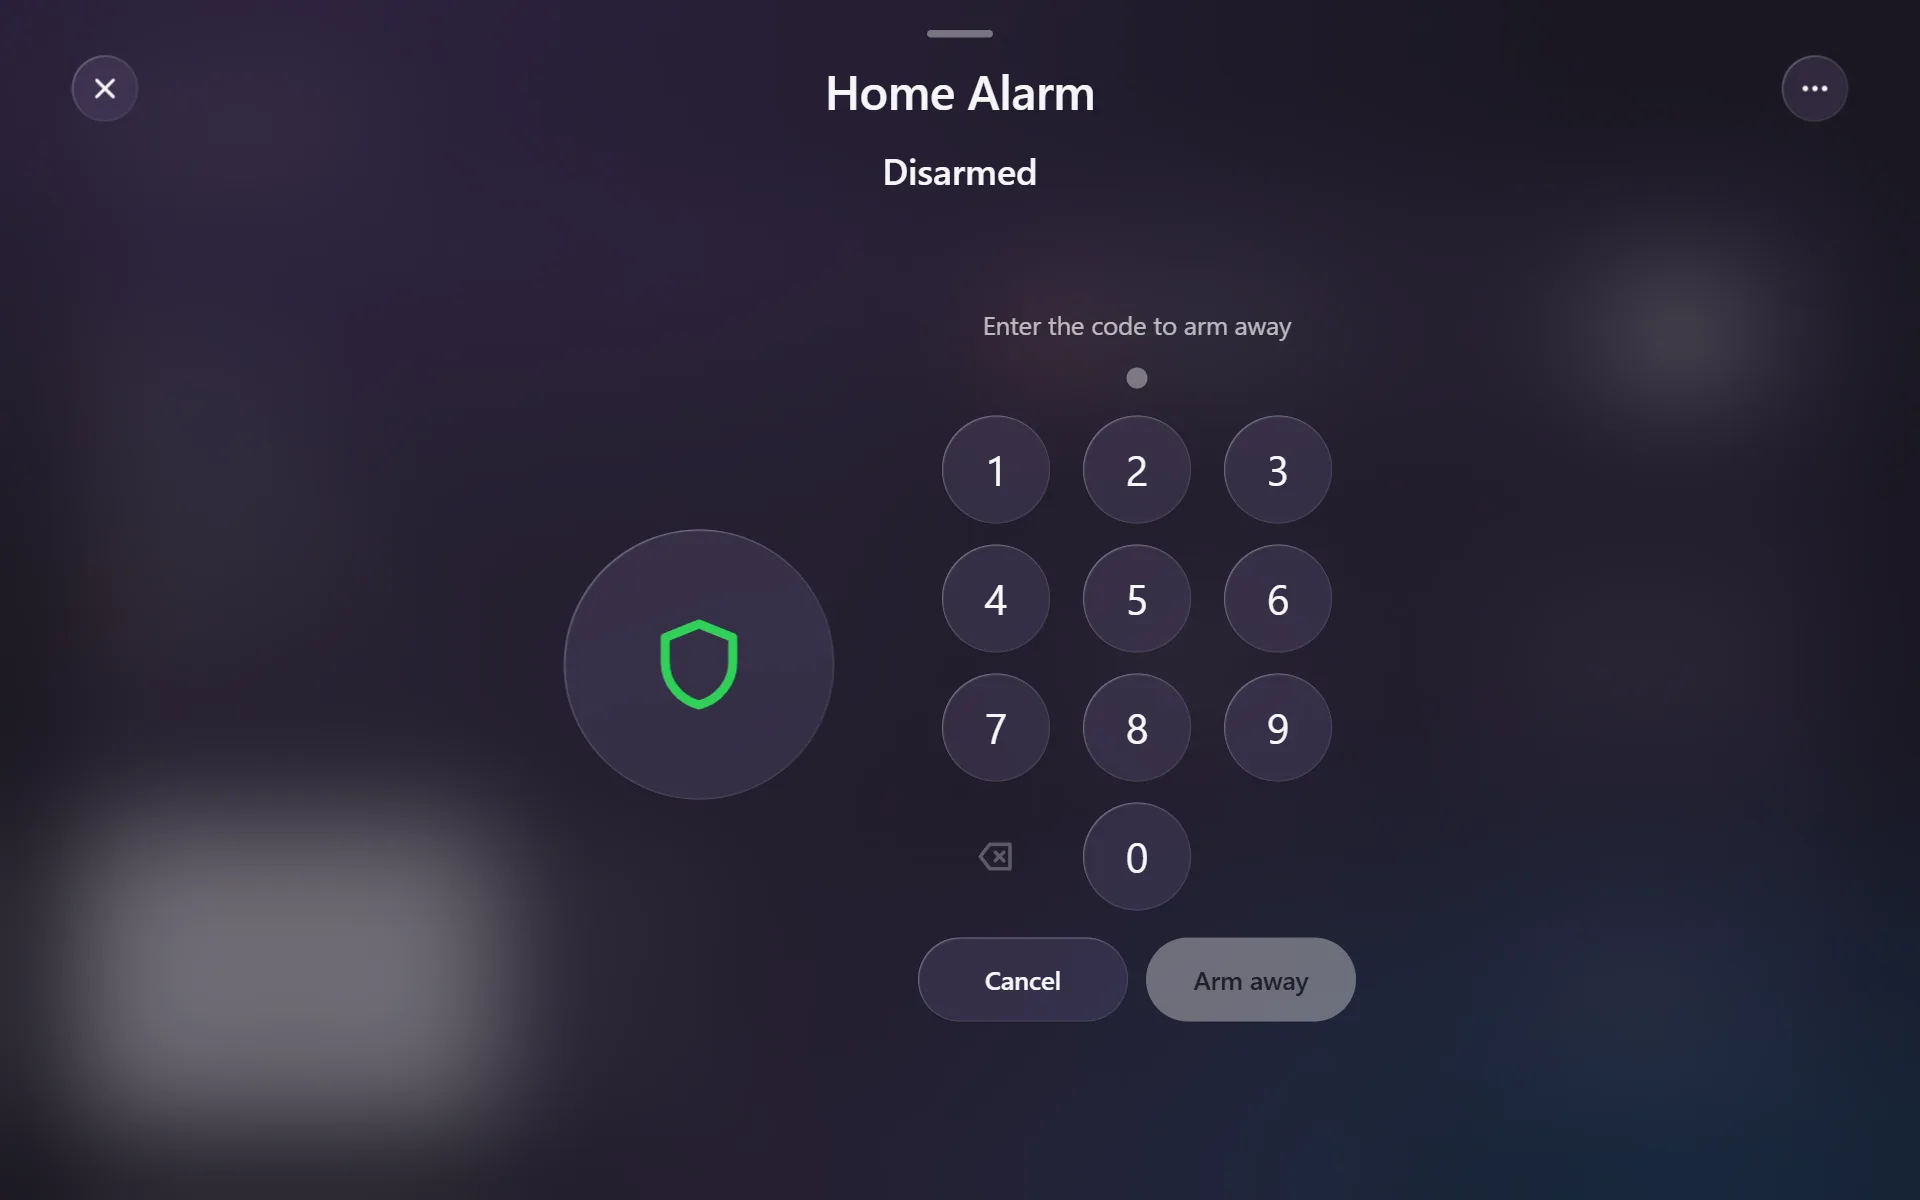 Home Alarm
Disarmed
Enter the code to arm away
1 2 3
4 5 6
7 8 9
0
Cancel Arm away